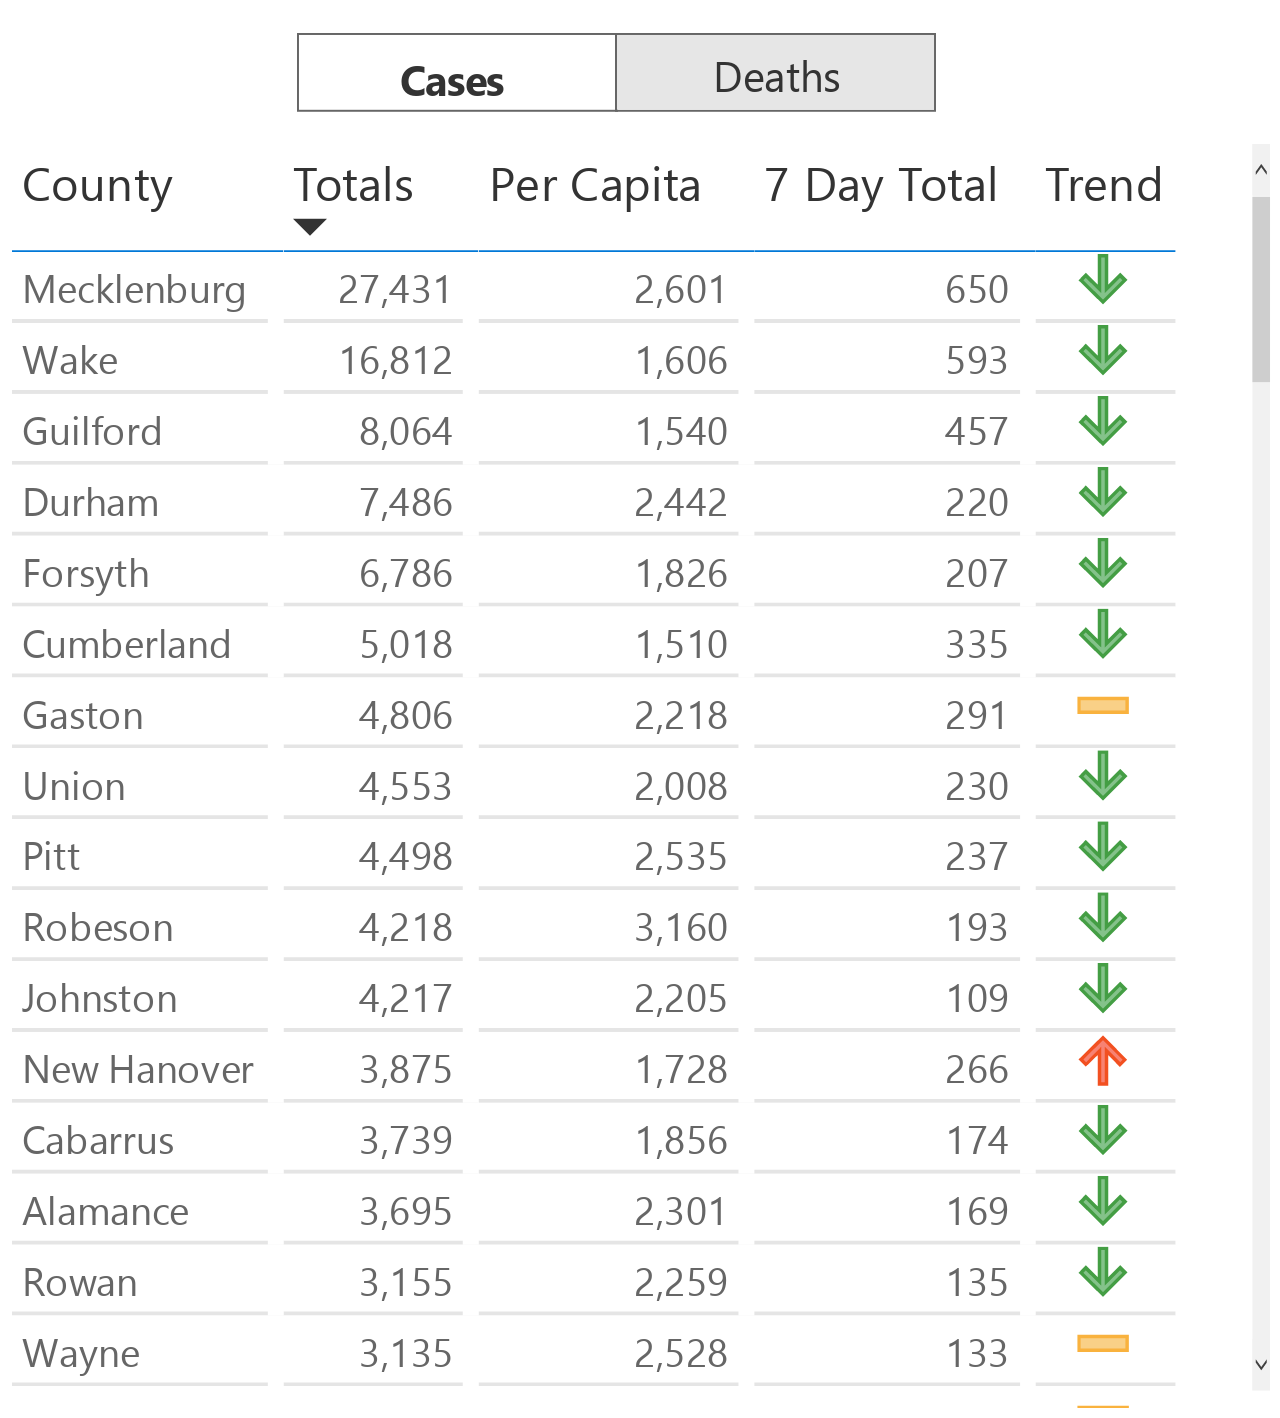 Cases Deaths
County Totals Per Capita 7 Day Total Trend
Mecklenburg 27,431 2,601 650
Wake 16,812 1,606 593
Guilford 8,064 1,540 457
Durham 7,486 2,442 220
Forsyth 6,786 1,826 207
Cumberland 5,018 1,510 335
Gaston 4,806 2,218 291
Union 4,553 2,008 230
Pitt 4,498 2,535 237
Robeson 4,218 3,160 193
Johnston 4,217 2,205 109
New Hanover 3,875 1,728 266
Cabarrus 3,739 1,856 174
Alamance 3,695 2,301 169
Rowan 3,155 2,259 135
Wayne 3,135 2,528 133